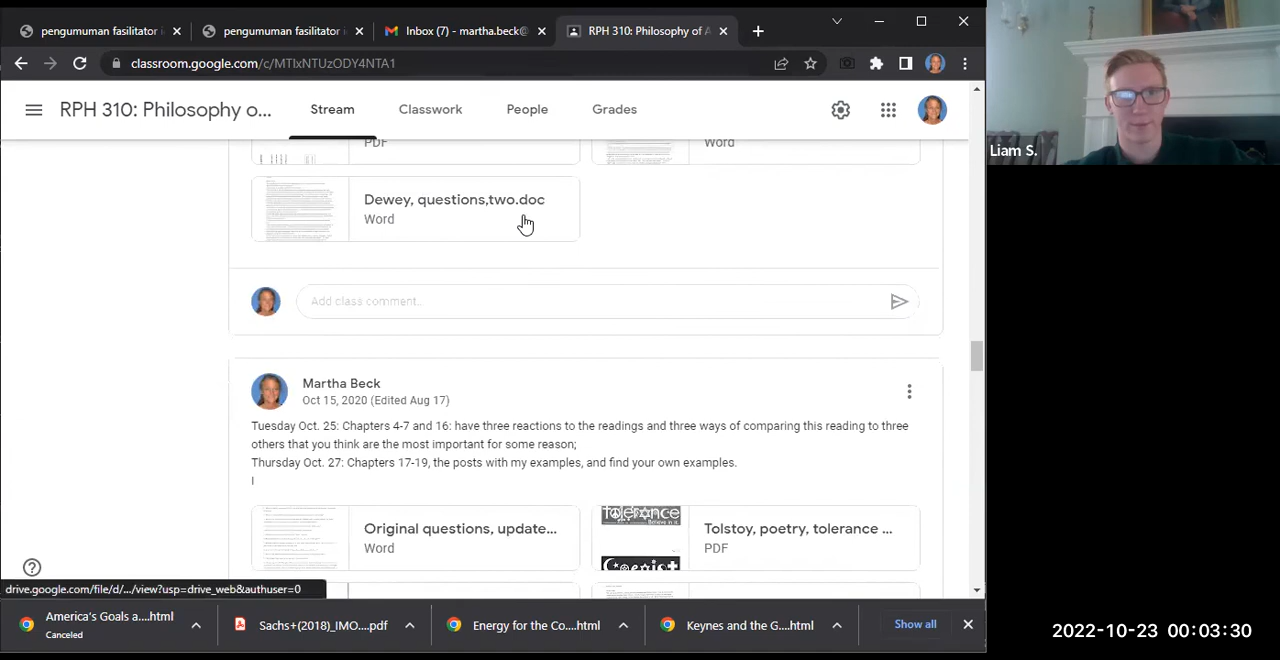 pengumuman fasilitator i
pengumuman fasilitator i
Inbox (7) - martha.beck@
RPH 310: Philosophy of A
classroom.google.com/c/MTIxNTUzODY4NTA1
RPH 310: Philosophy o...
Stream
Classwork
People
Grades
PDF
Word
Dewey, questions,two.doc
Word
Add class comment..
Martha Beck
Oct 15, 2020 (Edited Aug 17)
Tuesday Oct. 25: Chapters 4-7 and 16: have three reactions to the readings and three ways of comparing this reading to three
others that you think are the most important for some reason;
Thursday Oct. 27: Chapters 17-19, the posts with my examples, and find your own examples.
I
Original questions, update...
Word
tolerance
Believe in it.
CoeXisT
Tolstoy, poetry, tolerance ...
PDF
drive.google.com/file/d/.../view?usp=drive_web&authuser=0
America's Goals a....html
Canceled
Sachs+(2018)_IMO....pdf
Energy for the Co....html
Keynes and the G....html
Show all
Liam S.
2022-10-23 00:03:30